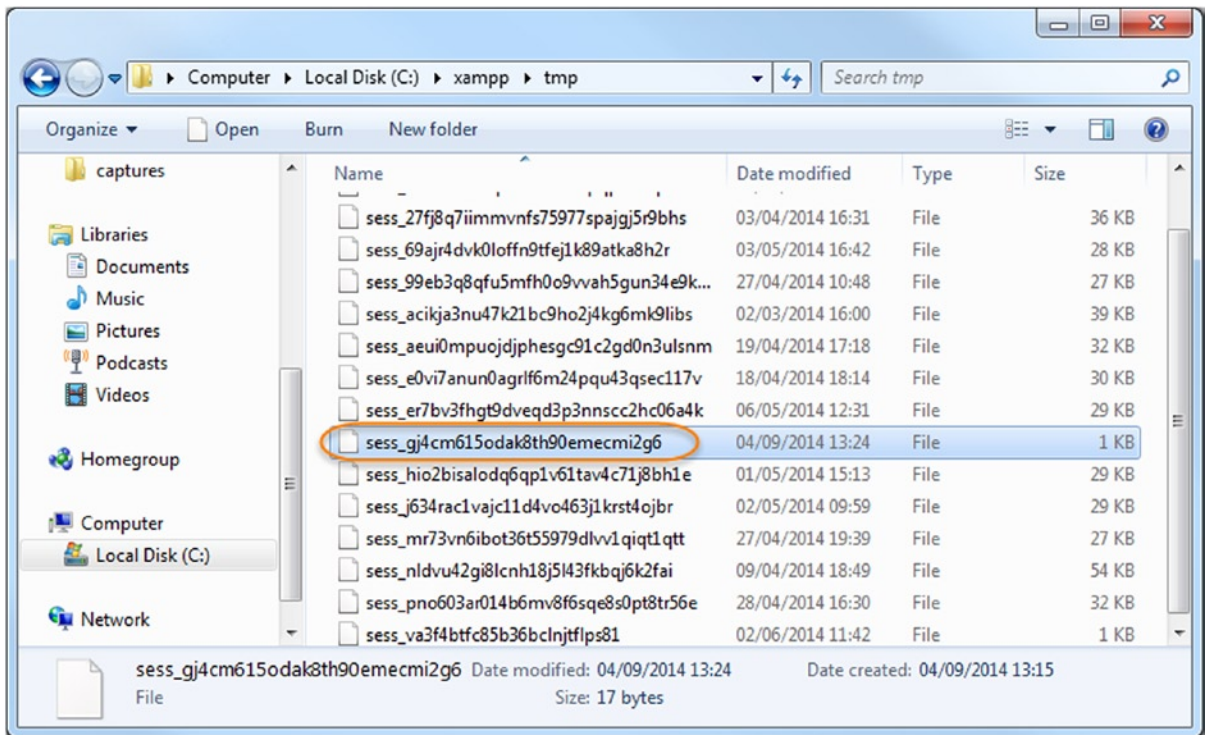 Computer Local Disk (C:) xampp tmp Search tmp
Organize Open Burn New folder
captures
Libraries
Documents
Music
Pictures
Podcasts
Videos
Homegroup
Computer
Local Disk (C:)
Network
Name Date modified Type Size
sess_27fj8q7iimmvnfs75977spajgj5r9bhs 03/04/2014 16:31 File 36 KB
sess_69ajr4dvk0loffn9tfej1k89atka8h2r 03/05/2014 16:42 File 28 KB
sess_99eb3q8qfu5mfh0o9vvah5gun34e9k... 27/04/2014 10:48 File 27 KB
sess_acikja3nu47k21bc9ho2j4kg6mk9libs 02/03/2014 16:00 File 39 KB
sess_aeui0mpuojdjphesgc91c2gd0n3ulsnm 19/04/2014 17:18 File 32 KB
sess_e0vi7anun0agrlf6m24pqu43qsec117v 18/04/2014 18:14 File 30 KB
sess_er7bv3fhgt9dveqd3p3nnscc2hc06a4k 06/05/2014 12:31 File 29 KB
sess_gj4cm615odak8th90emecmi2g6 04/09/2014 13:24 File 1 KB
sess_hio2bisalodq6qp1v61tav4c71j8bh1e 01/05/2014 15:13 File 29 KB
sess_j634rac1vajc11d4vo463j1krst4ojbr 02/05/2014 09:59 File 29 KB
sess_mr73vn6ibot36t55979dlvv1qiqt1qtt 27/04/2014 19:39 File 27 KB
sess_nldvu42gi8lcnh18j5l43fkbqj6k2fai 09/04/2014 18:49 File 54 KB
sess_pno603ar014b6mv8f6sqe8s0pt8tr56e 28/04/2014 16:30 File 32 KB
sess_va3f4btfc85b36bclnjtflps81 02/06/2014 11:42 File 1 KB
sess_gj4cm615odak8th90emecmi2g6 Date modified: 04/09/2014 13:24 Date created: 04/09/2014 13:15
File Size: 17 bytes